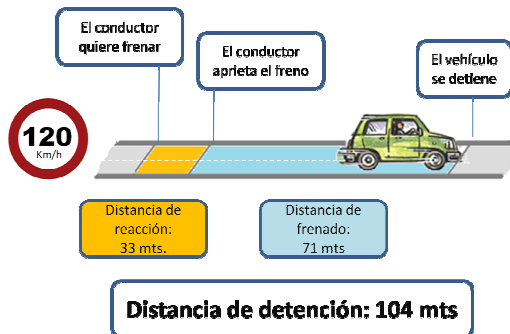 El conductor
quiere frenar
El conductor
aprieta el freno
El vehículo
se detiene
120
Km/h
Distancia de
reacción:
33 mts.
Distancia de
frenado:
71 mts
Distancia de detención: 104 mts